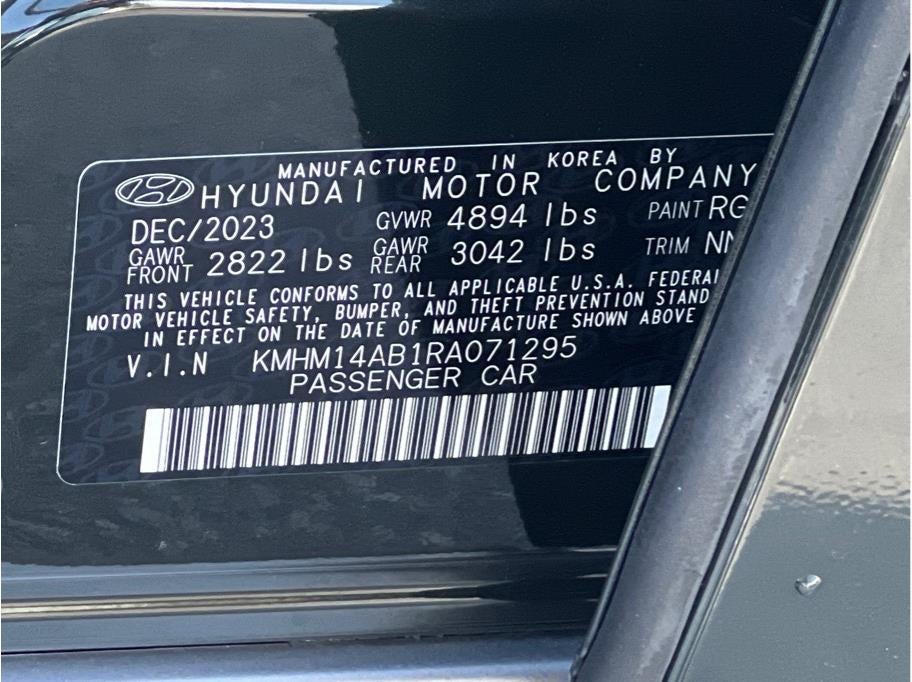 MANUFACTURED IN KOREA BY
HYUNDAI MOTOR COMPANY
DEC/2023 GVWR 4894 lbs PAINT RG
GAWR FRONT 2822 lbs GAWR REAR 3042 lbs TRIM NN
THIS VEHICLE CONFORMS TO ALL APPLICABLE U.S.A. FEDERAL
MOTOR VEHICLE SAFETY, BUMPER, AND THEFT PREVENTION STAND
IN EFFECT ON THE DATE OF MANUFACTURE SHOWN ABOVE
V.I.N KMHM14AB1RA071295
PASSENGER CAR